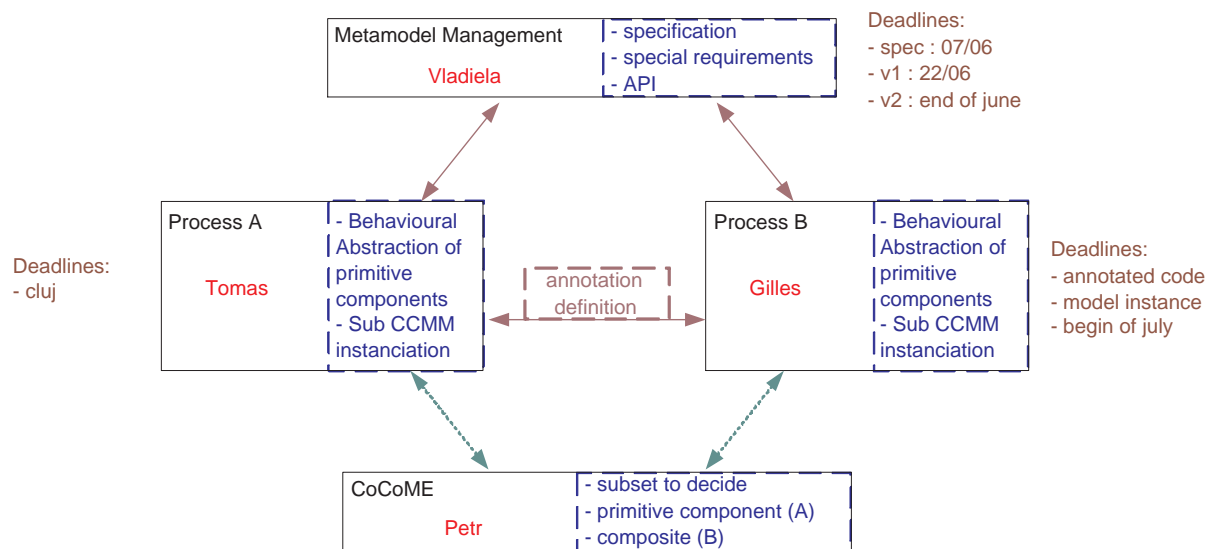 Metamodel Management
Vladiela
- specification
- special requirements
- API
Deadlines:
- spec : 07/06
- v1 : 22/06
- v2 : end of june
Deadlines:
- cluj
Process A
Tomas
- Behavioural
Abstraction of
primitive
components
- Sub CCMM
instanciation
annotation
definition
Process B
Gilles
- Behavioural
Abstraction of
primitive
components
- Sub CCMM
instanciation
Deadlines:
- annotated code
- model instance
- begin of july
CoCoME
Petr
- subset to decide
- primitive component (A)
- composite (B)